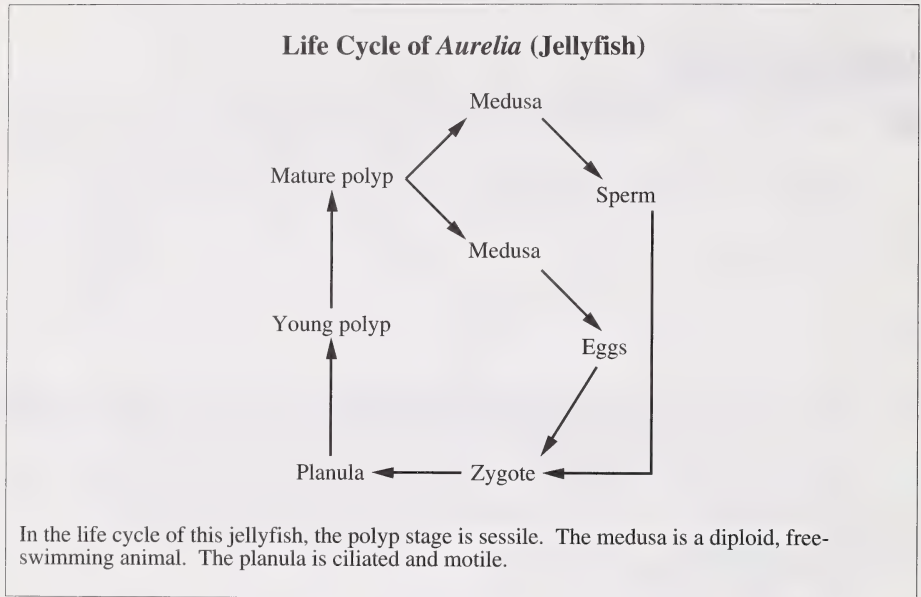 Life Cycle of Aurelia (Jellyfish)
Medusa
Mature polyp
Sperm
Medusa
Young polyp
Eggs
Planula
Zygote
In the life cycle of this jellyfish, the polyp stage is sessile. The medusa is a diploid, free-
swimming animal. The planula is ciliated and motile.